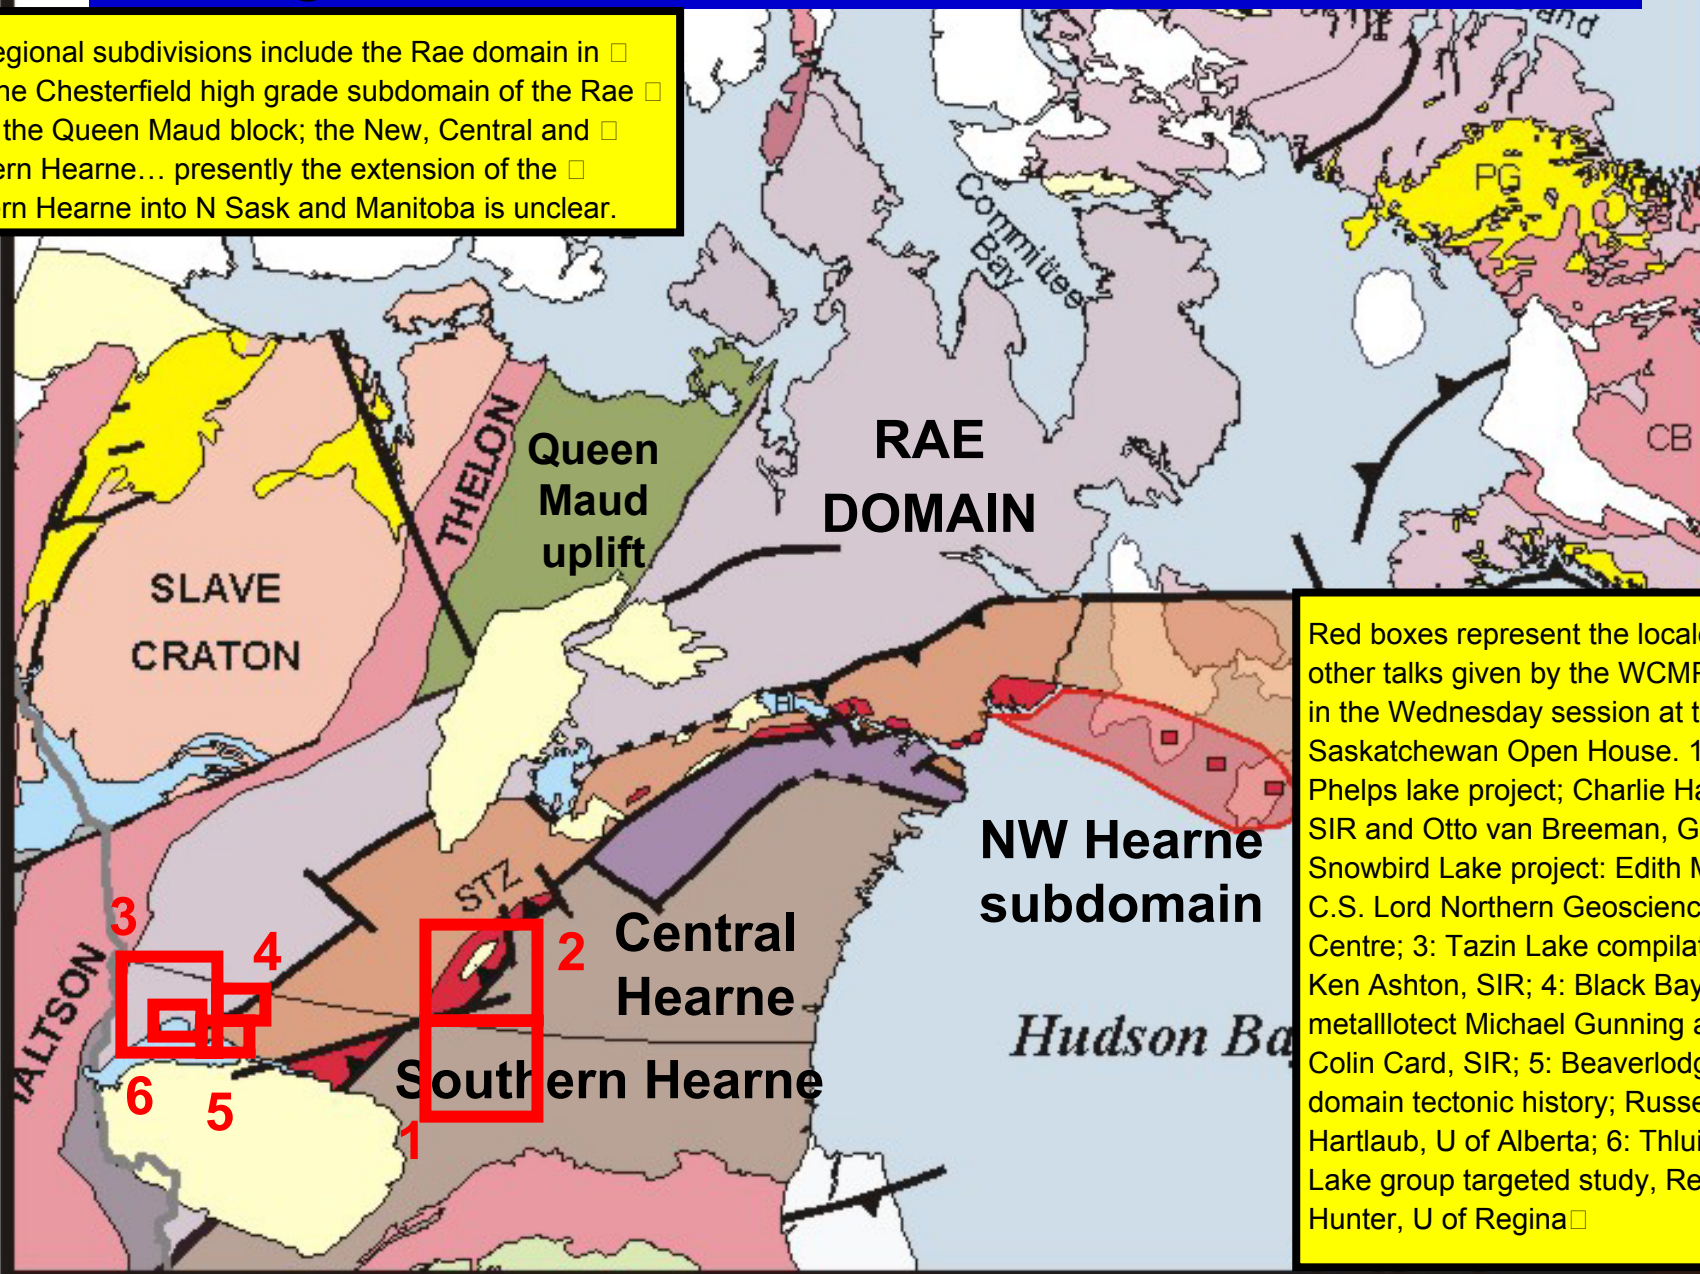 egional subdivisions include the Rae domain in
ne Chesterfield high grade subdomain of the Rae
the Queen Maud block; the New, Central and
ern Hearne… presently the extension of the
ern Hearne into N Sask and Manitoba is unclear.
and
PG
Committee
Bay
CB
RAE
DOMAIN
THELON
Queen
Maud
uplift
SLAVE
CRATON
STZ
NW Hearne
subdomain
Central
Hearne
Southern Hearne
Hudson Ba
TALTSON
3
4
2
6
5
1
Red boxes represent the locale
other talks given by the WCMP
in the Wednesday session at t
Saskatchewan Open House. 1
Phelps lake project; Charlie Ha
SIR and Otto van Breeman, G
Snowbird Lake project: Edith M
C.S. Lord Northern Geoscienc
Centre; 3: Tazin Lake compilat
Ken Ashton, SIR; 4: Black Bay
metalllotect Michael Gunning a
Colin Card, SIR; 5: Beaverlodg
domain tectonic history; Russe
Hartlaub, U of Alberta; 6: Thlui
Lake group targeted study, Re
Hunter, U of Regina